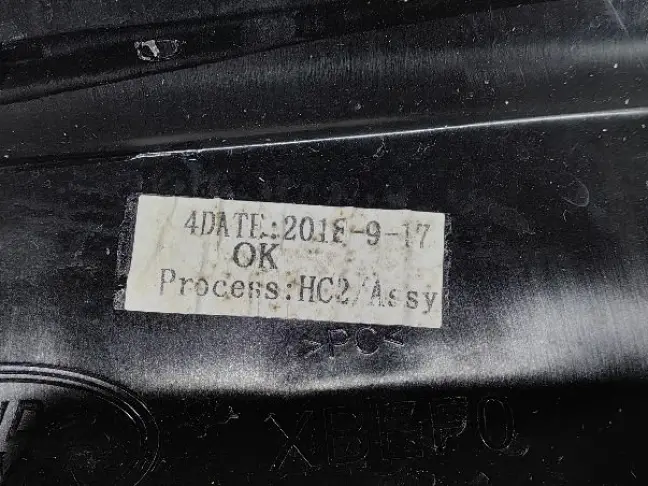 4DATE:2018-9-17
OK
Process:HC2/Assy
>PC<